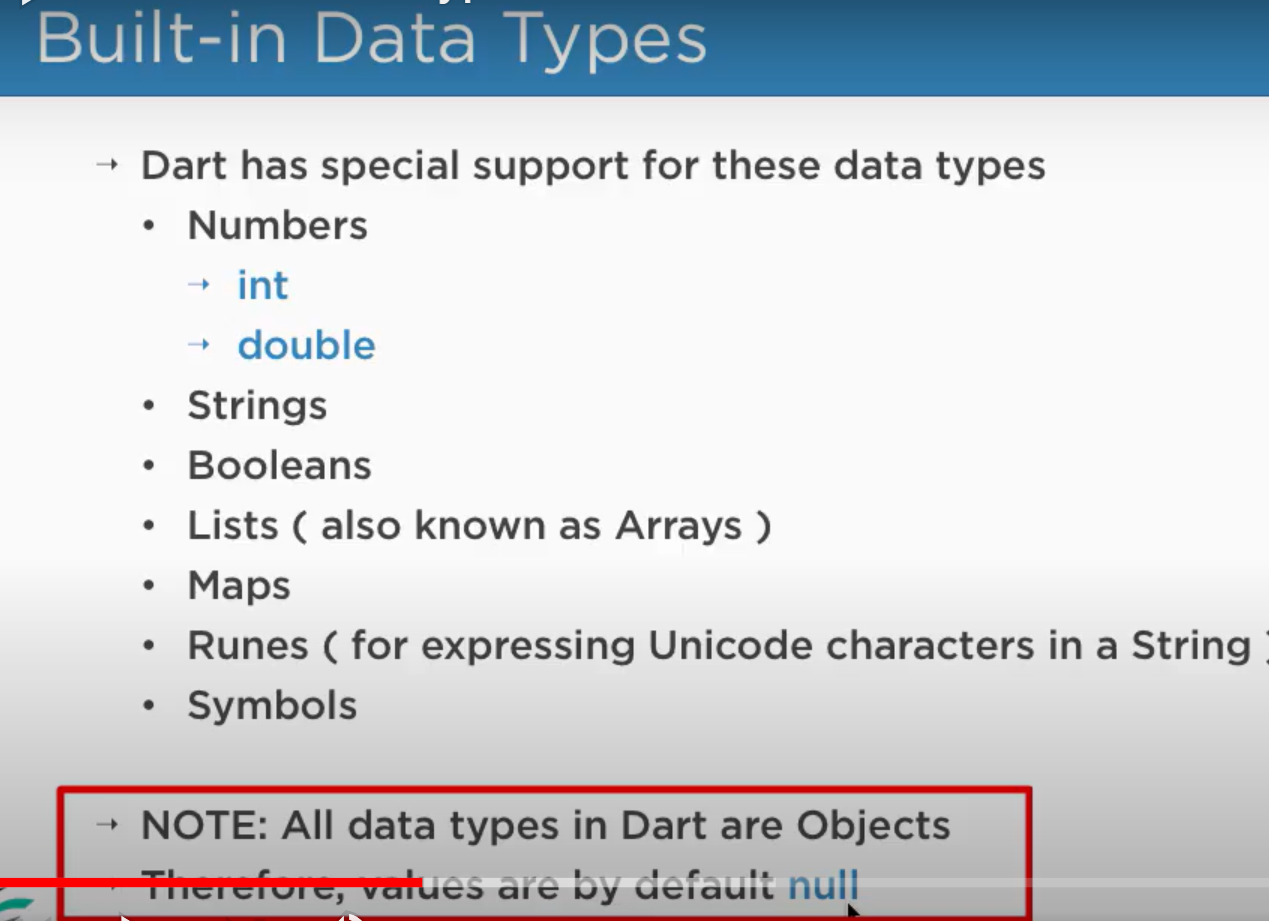 Built-in Data Types
→ Dart has special support for these data types
• Numbers
→ int
→ double
• Strings
• Booleans
• Lists ( also known as Arrays )
• Maps
• Runes ( for expressing Unicode characters in a String )
• Symbols
→ NOTE: All data types in Dart are Objects
Therefore, values are by default null